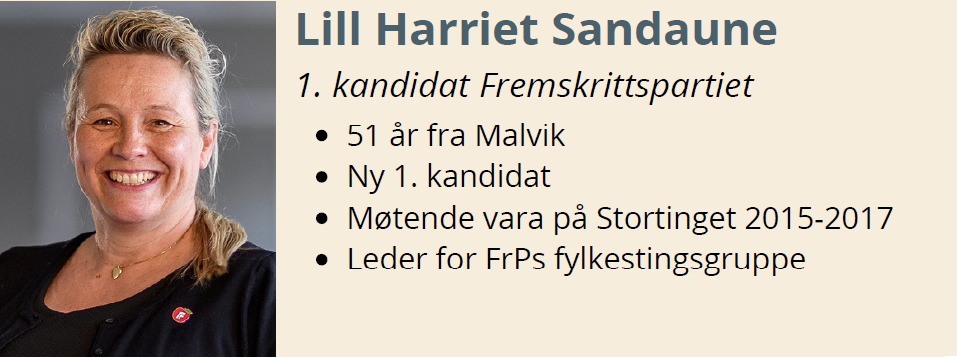 Lill Harriet Sandaune
1. kandidat Fremskrittspartiet
• 51 år fra Malvik
• Ny 1. kandidat
• Møtende vara på Stortinget 2015-2017
• Leder for FrPs fylkestingsgruppe